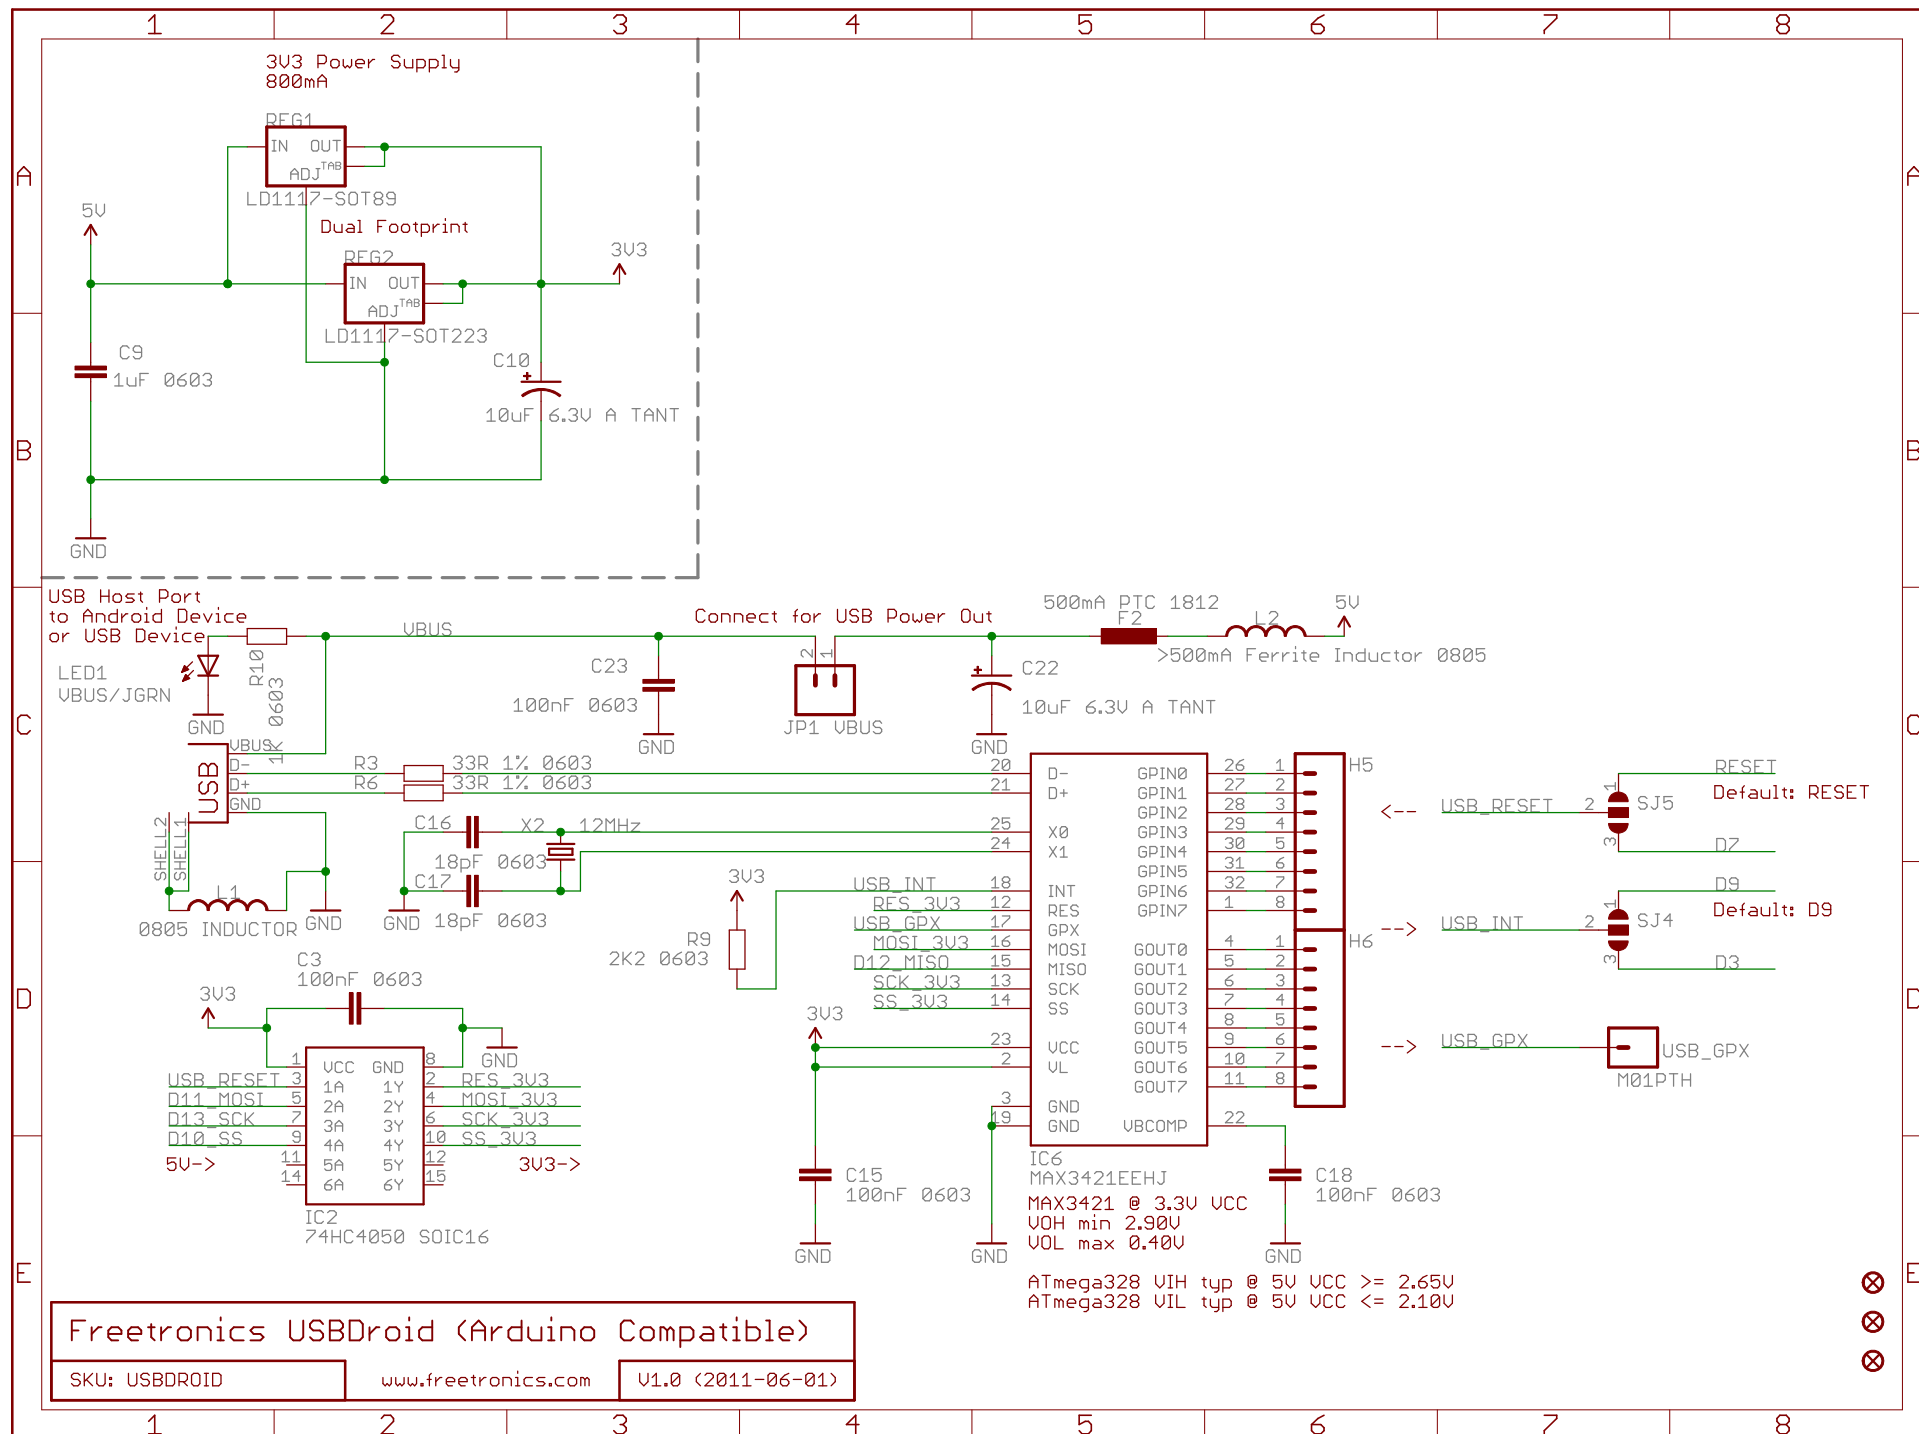 1 2 3 4 5 6 7 8
A
B
C
D
E
3V3 Power Supply
800mA
REG1
IN OUT
TAB
ADJ
LD1117-SOT89
Dual Footprint
5V
REG2
IN OUT
TAB
ADJ
LD1117-SOT223
3V3
C9
1uF 0603
C10
10uF 6.3V A TANT
GND
USB Host Port
to Android Device
or USB Device
LED1
VBUS/JGRN
R10
1K 0603
GND
VBUS
C23
100nF 0603
GND
Connect for USB Power Out
2 1
JP1 VBUS
500mA PTC 1812
F2
L2
5V
>500mA Ferrite Inductor 0805
C22
10uF 6.3V A TANT
GND
USB
VBUS
D-
D+
GND
SHELL2
SHELL1
L1
0805 INDUCTOR
GND
R3 33R 1% 0603
R6 33R 1% 0603
C16
18pF 0603
X2 12MHz
C17
18pF 0603
GND
3V3
R9
2K2 0603
USB_INT
RES_3V3
USB_GPX
MOSI_3V3
D12_MISO
SCK_3V3
SS_3V3
20 D- GPIN0 26 1 H5
21 D+ GPIN1 27 2
GPIN2 28 3
25 XO GPIN3 29 4
24 X1 GPIN4 30 5
GPIN5 31 6
18 INT GPIN6 32 7
12 RES GPIN7 1 8
17 GPX
16 MOSI GOUT0 4 1 H6
15 MISO GOUT1 5 2
13 SCK GOUT2 6 3
14 SS GOUT3 7 4
GOUT4 8 5
23 VCC GOUT5 9 6
2 VL GOUT6 10 7
GOUT7 11 8
3 GND
19 GND VBCOMP 22
IC6
MAX3421EEHJ
MAX3421 @ 3.3V VCC
VOH min 2.90V
VOL max 0.40V
ATmega328 VIH typ @ 5V VCC >= 2.65V
ATmega328 VIL typ @ 5V VCC <= 2.10V
3V3
C15
100nF 0603
GND
GND
C18
100nF 0603
GND
<-- USB_RESET 2 1 3 SJ5
RESET
Default: RESET
D7
--> USB_INT 2 1 3 SJ4
D9
Default: D9
D3
--> USB_GPX
USB_GPX
M01PTH
C3
100nF 0603
3V3
GND
1 VCC GND 8
USB_RESET 3 1A 1Y 2 RES_3V3
D11_MOSI 5 2A 2Y 4 MOSI_3V3
D13_SCK 7 3A 3Y 6 SCK_3V3
D10_SS 9 4A 4Y 10 SS_3V3
5V-> 11 5A 5Y 12 3V3->
14 6A 6Y 15
IC2
74HC4050 SOIC16
Freetronics USBDroid (Arduino Compatible)
SKU: USBDROID
www.freetronics.com
V1.0 (2011-06-01)
A
B
C
D
E
1 2 3 4 5 6 7 8